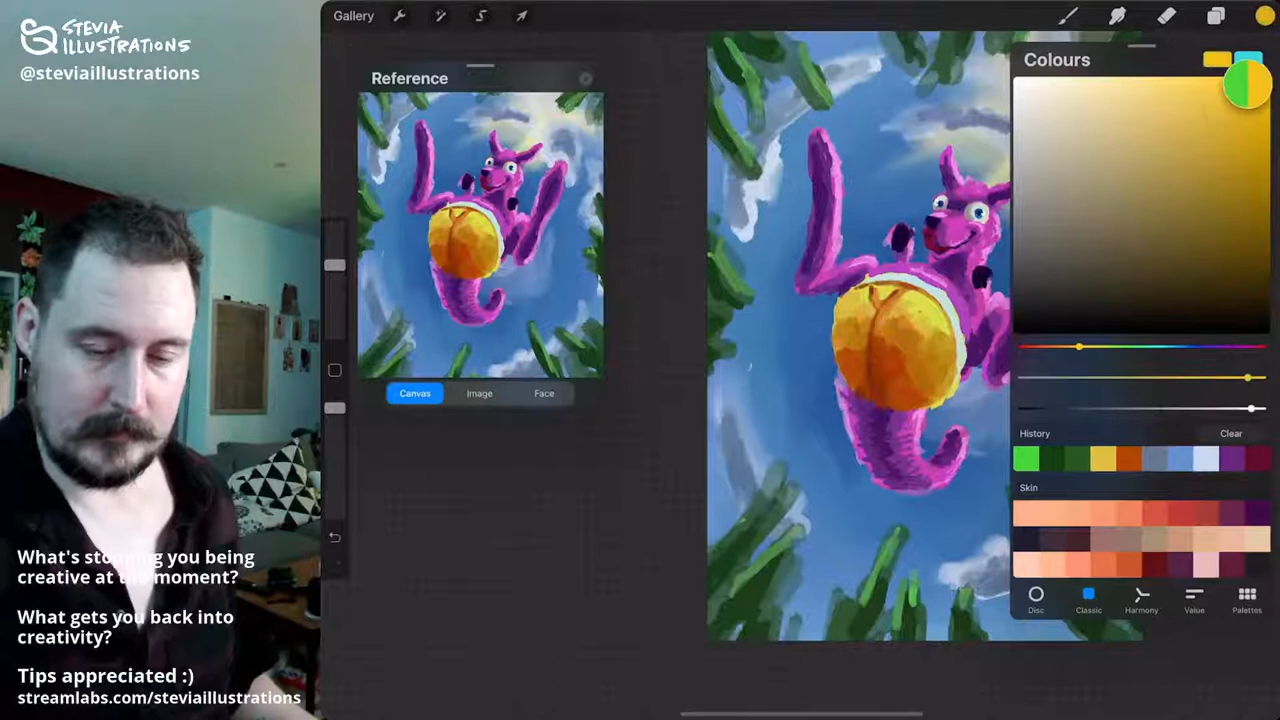 STEVIA
ILLUSTRATIONS
@steviaillustrations
What's stopping you being
creative at the moment?
What gets you back into
creativity?
Tips appreciated :)
streamlabs.com/steviaillustrations
Gallery
Reference
Canvas
Image
Face
Colours
History
Clear
Skin
Disc
Classic
Harmony
Value
Palettes